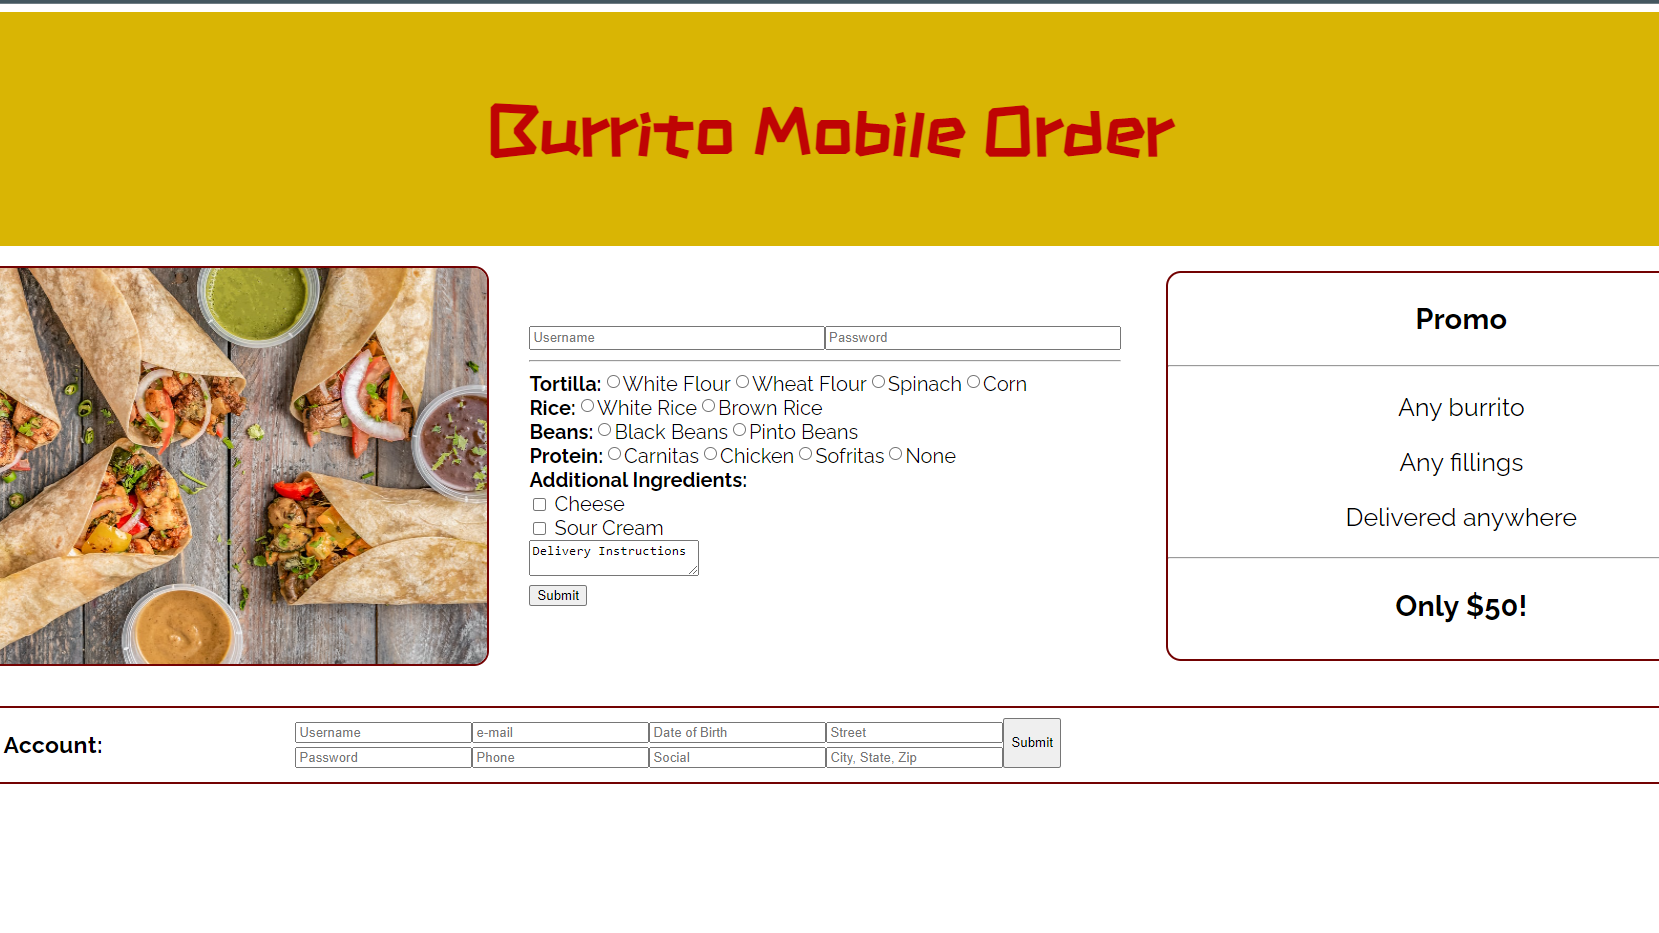 Burrito Mobile Order
Username Password
Tortilla: White Flour Wheat Flour Spinach Corn
Rice: White Rice Brown Rice
Beans: Black Beans Pinto Beans
Protein: Carnitas Chicken Sofritas None
Additional Ingredients:
Cheese
Sour Cream
Delivery Instructions
Submit
Promo
Any burrito
Any fillings
Delivered anywhere
Only $50!
Account:
Username e-mail Date of Birth Street
Password Phone Social City, State, Zip
Submit